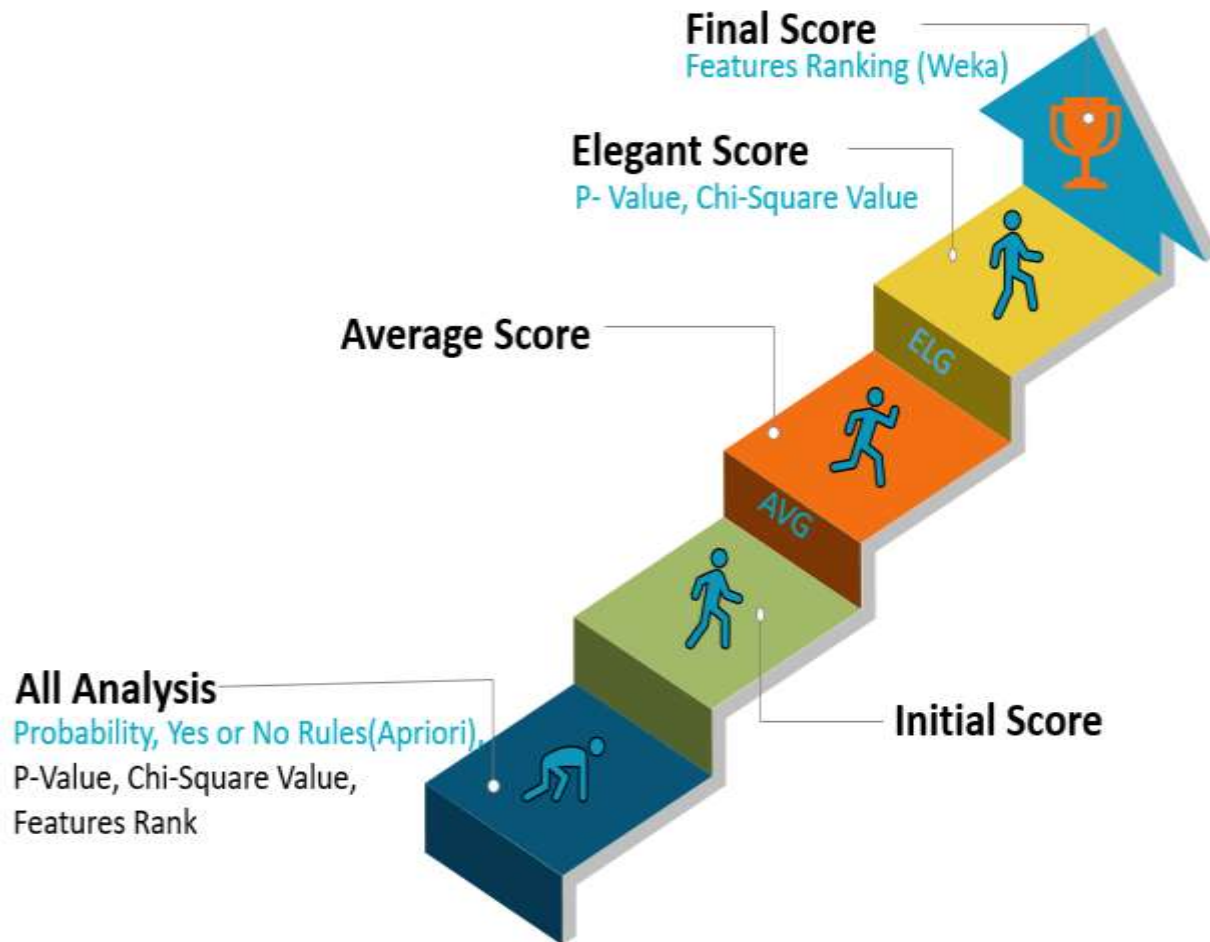 Final Score
Features Ranking (Weka)
Elegant Score
P- Value, Chi-Square Value
ELG
Average Score
AVG
All Analysis
Probability, Yes or No Rules(Apriori),
P-Value, Chi-Square Value,
Features Rank
Initial Score